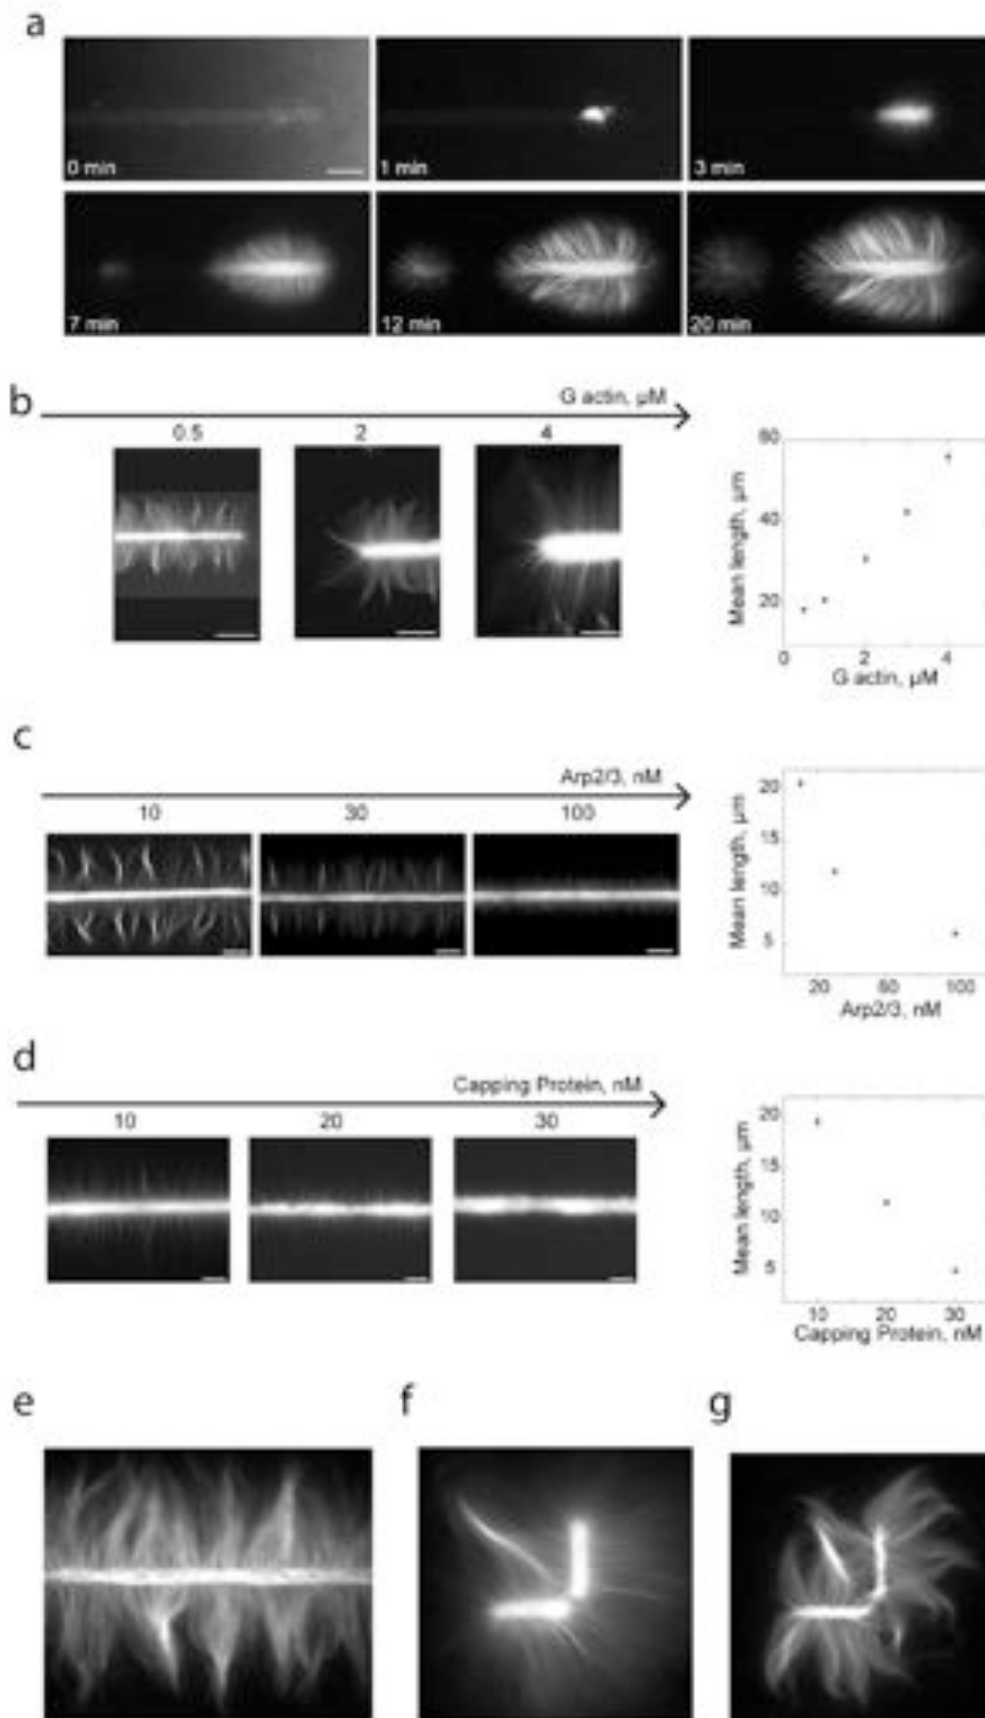 a
0 min 1 min 3 min
7 min 12 min 20 min
b
G actin, μM
0.5 2 4
60
40
20
Mean length, μm
0 2 4
G actin, μM
c
Arp2/3, nM
10 30 100
20
15
10
5
Mean length, μm
20 60 100
Arp2/3, nM
d
Capping Protein, nM
10 20 30
20
15
10
5
Mean length, μm
10 20 30
Capping Protein, nM
e f g